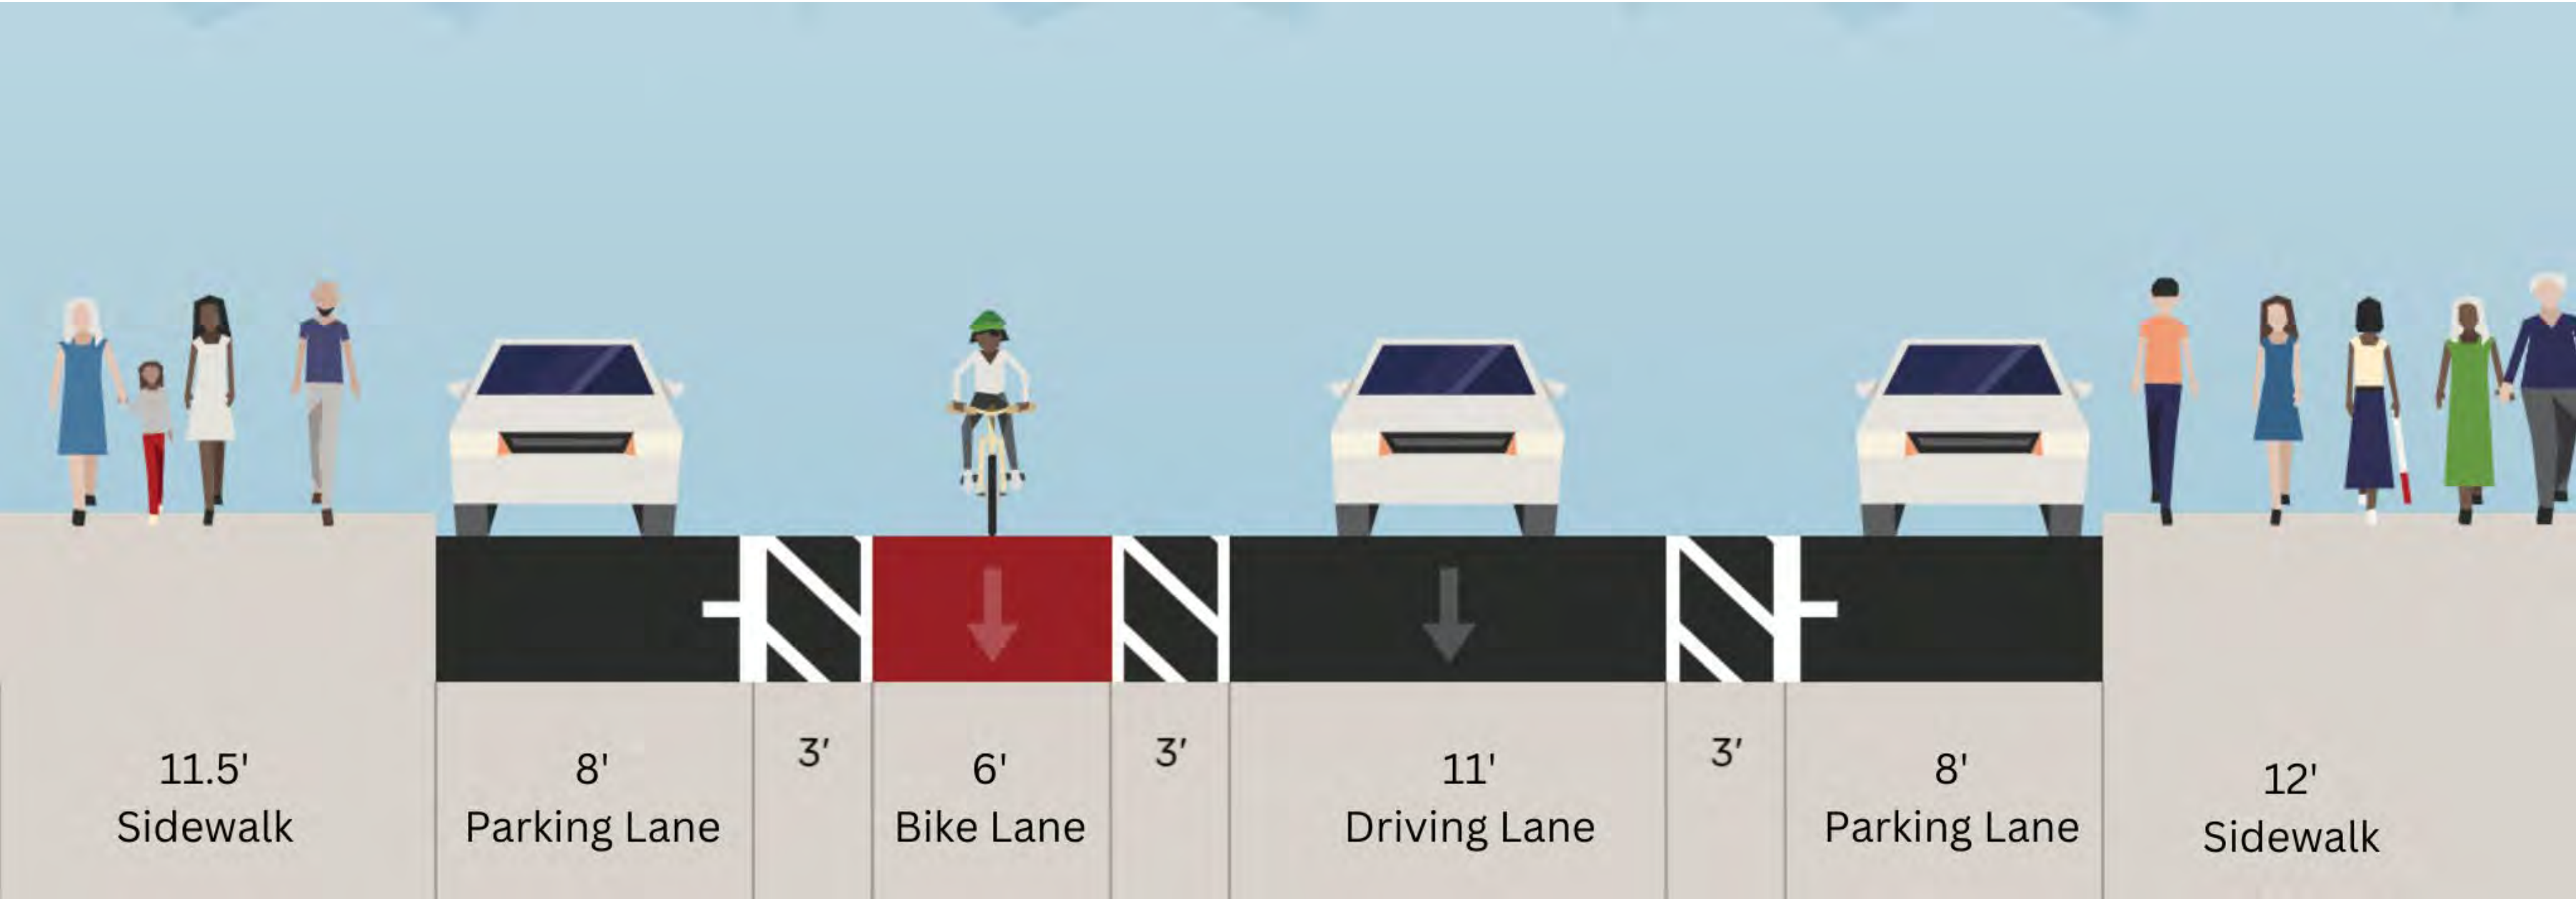 11.5'
Sidewalk
8'
Parking Lane
3'
6'
Bike Lane
3'
11'
Driving Lane
3'
8'
Parking Lane
12'
Sidewalk